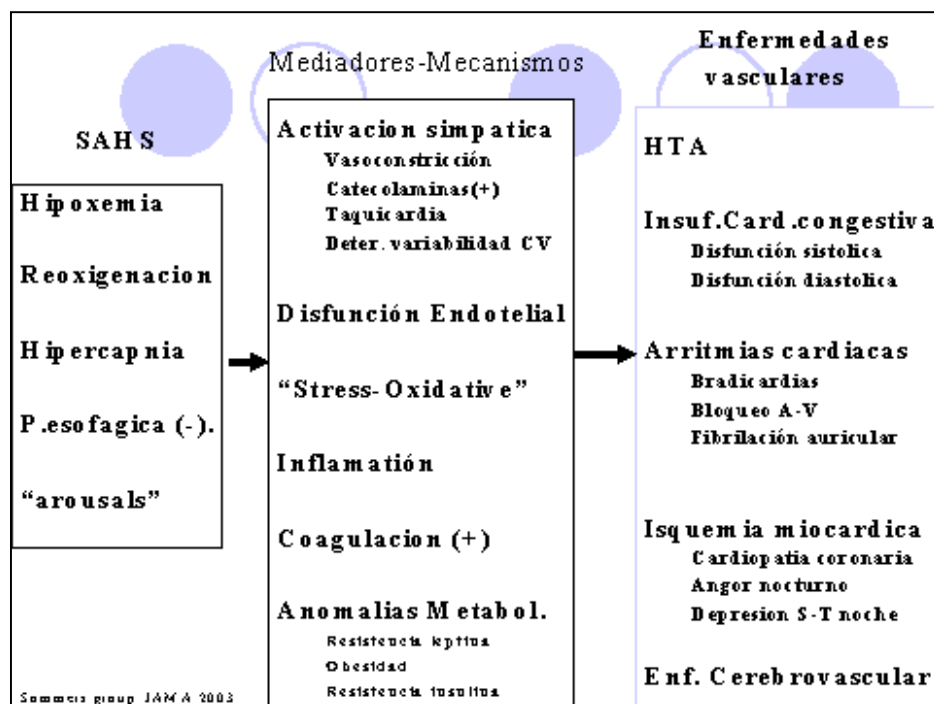 SAHS
Hipoxemia
Reoxigenacion
Hipercapnia
P.esofagica (-).
“arousals”
Sommers group JAMA 2003
Mediadores-Mecanismos
Activacion simpatica
Vasoconstricción
Catecolaminas(+)
Taquicardia
Deter. variabilidad CV
Disfunción Endotelial
“Stress-Oxidative”
Inflamatión
Coagulacion (+)
Anomalias Metabol.
Resistencia leptina
Obesidad
Resistencia insulina
Enfermedades
vasculares
HTA
Insuf.Card.congestiva
Disfunción sistolica
Disfunción diastolica
Arritmias cardiacas
Bradicardias
Bloqueo A-V
Fibrilación auricular
Isquemia miocardica
Cardiopatia coronaria
Angor nocturno
Depresion S-T noche
Enf. Cerebrovascular